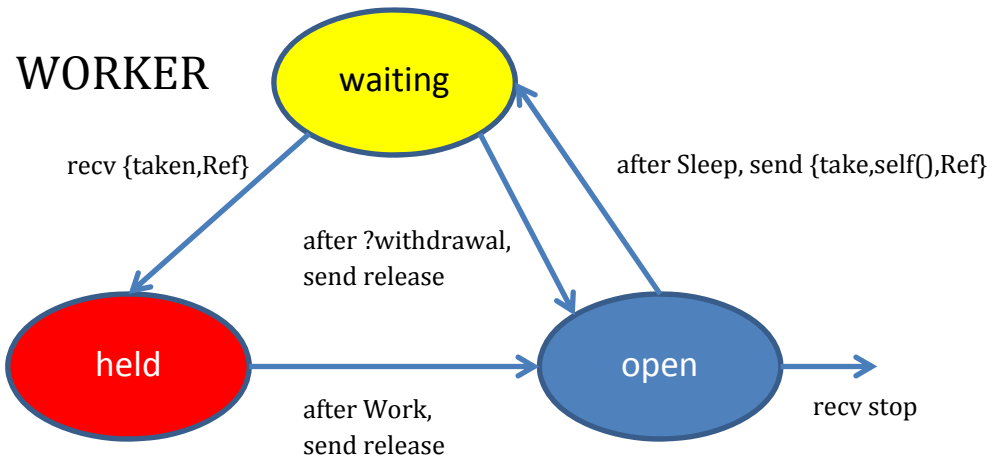 WORKER
waiting
recv {taken,Ref}
after Sleep, send {take,self(),Ref}
after ?withdrawal,
send release
held
open
after Work,
send release
recv stop